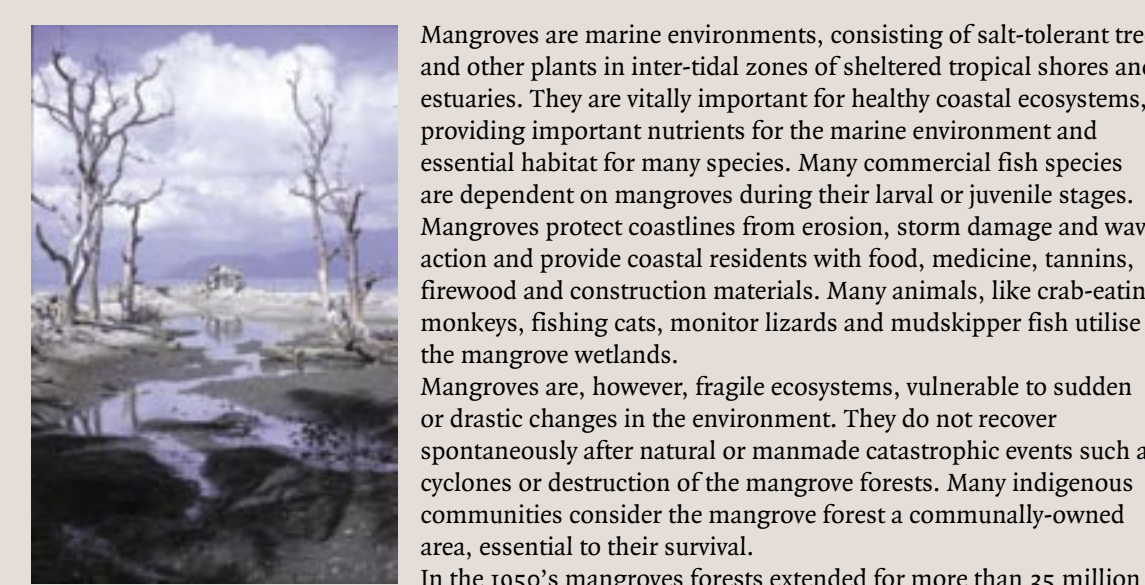 Mangroves are marine environments, consisting of salt-tolerant tre
and other plants in inter-tidal zones of sheltered tropical shores and
estuaries. They are vitally important for healthy coastal ecosystems,
providing important nutrients for the marine environment and
essential habitat for many species. Many commercial fish species
are dependent on mangroves during their larval or juvenile stages.
Mangroves protect coastlines from erosion, storm damage and wav
action and provide coastal residents with food, medicine, tannins,
firewood and construction materials. Many animals, like crab-eatin
monkeys, fishing cats, monitor lizards and mudskipper fish utilise
the mangrove wetlands.
Mangroves are, however, fragile ecosystems, vulnerable to sudden
or drastic changes in the environment. They do not recover
spontaneously after natural or manmade catastrophic events such a
cyclones or destruction of the mangrove forests. Many indigenous
communities consider the mangrove forest a communally-owned
area, essential to their survival.
In the 1950's mangroves forests extended for more than 35 million